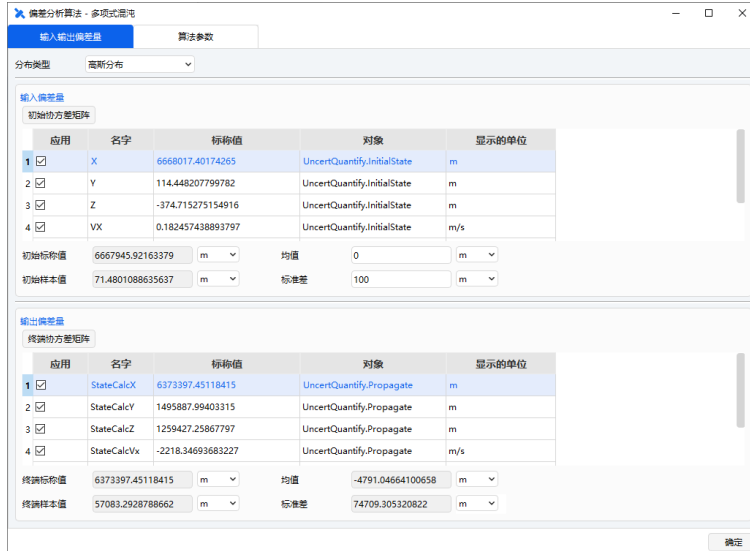 偏差分析算法 - 多项式混沌
输入输出偏差量 算法参数
分布类型 高斯分布
输入偏差量
初始协方差矩阵
应用 名字 标称值 对象 显示的单位
1 X 6668017.40174265 UncertQuantify.InitialState m
2 Y 114.448207799782 UncertQuantify.InitialState m
3 Z -374.715275154916 UncertQuantify.InitialState m
4 VX 0.182457438893797 UncertQuantify.InitialState m/s
初始标称值 6667945.92163379 m 均值 0 m
初始样本值 71.4801088635637 m 标准差 100 m
输出偏差量
终端协方差矩阵
应用 名字 标称值 对象 显示的单位
1 StateCalcX 6373397.45118415 UncertQuantify.Propagate m
2 StateCalcY 1495887.99403315 UncertQuantify.Propagate m
3 StateCalcZ 1259427.25867797 UncertQuantify.Propagate m
4 StateCalcVx -2218.34693683227 UncertQuantify.Propagate m/s
终端标称值 6373397.45118415 m 均值 -4791.04664100658 m
终端样本值 57083.2928788662 m 标准差 74709.305320822 m
确定